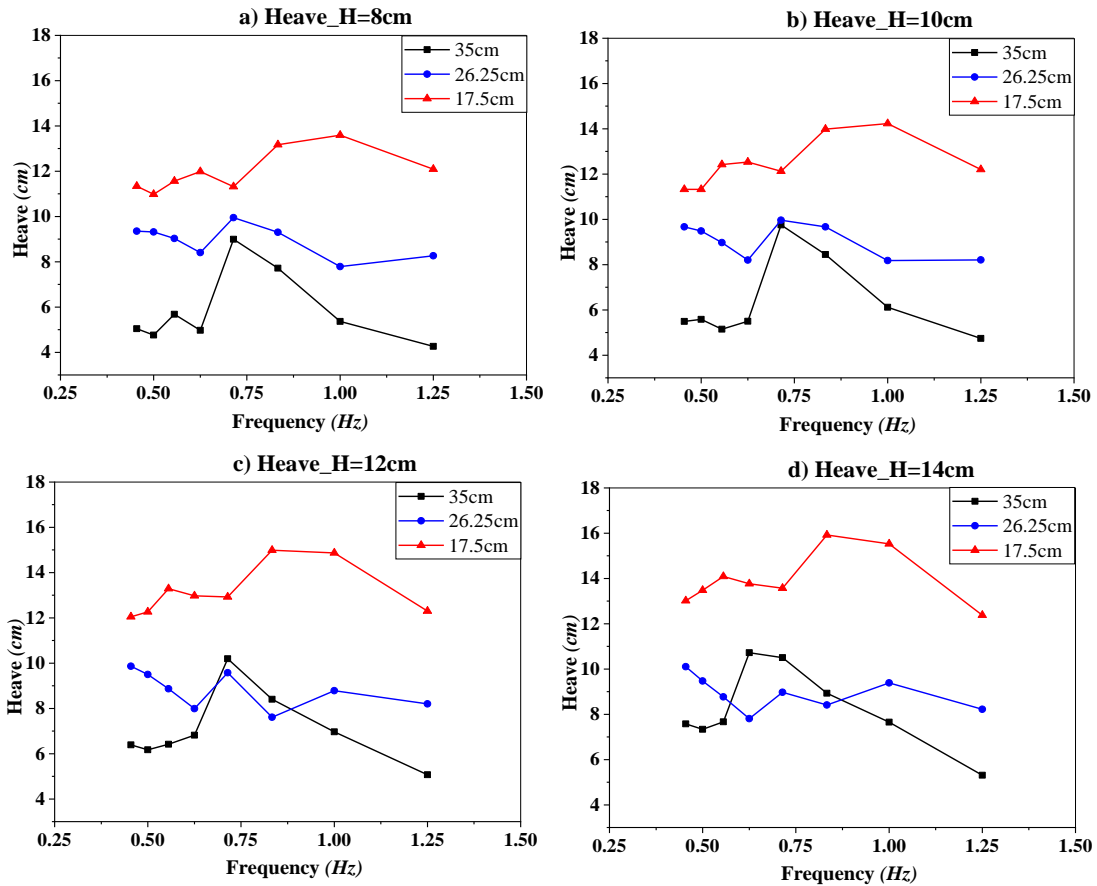 a) Heave_H=8cm
18
16
14
12
10
8
6
4
Heave (cm)
35cm
26.25cm
17.5cm
0.25
0.50
0.75
1.00
1.25
1.50
Frequency (Hz)
b) Heave_H=10cm
18
16
14
12
10
8
6
4
Heave (cm)
35cm
26.25cm
17.5cm
0.25
0.50
0.75
1.00
1.25
1.50
Frequency (Hz)
c) Heave_H=12cm
18
16
14
12
10
8
6
4
Heave (cm)
35cm
26.25cm
17.5cm
0.25
0.50
0.75
1.00
1.25
1.50
Frequency (Hz)
d) Heave_H=14cm
18
16
14
12
10
8
6
4
Heave (cm)
35cm
26.25cm
17.5cm
0.25
0.50
0.75
1.00
1.25
1.50
Frequency (Hz)